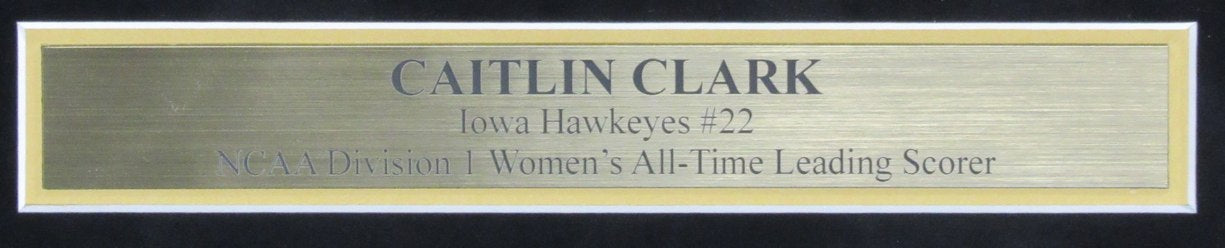 CAITLIN CLARK
Iowa Hawkeyes #22
NCAA Division 1 Women's All-Time Leading Scorer